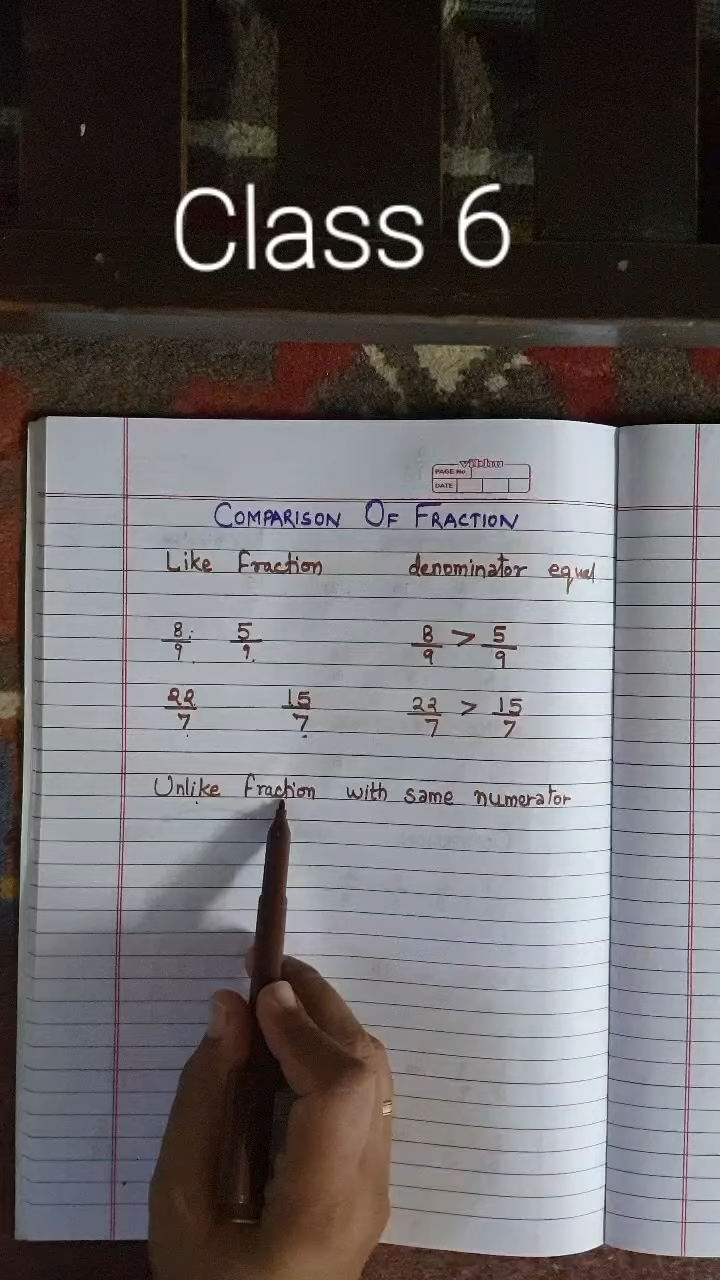 Class 6
vibhu
PAGE No
DATE
COMPARISON OF FRACTION
Like Fraction denominator equal
8/9 5/9 8/9 > 5/9
22/7 15/7 22/7 > 15/7
Unlike fraction with same numerator